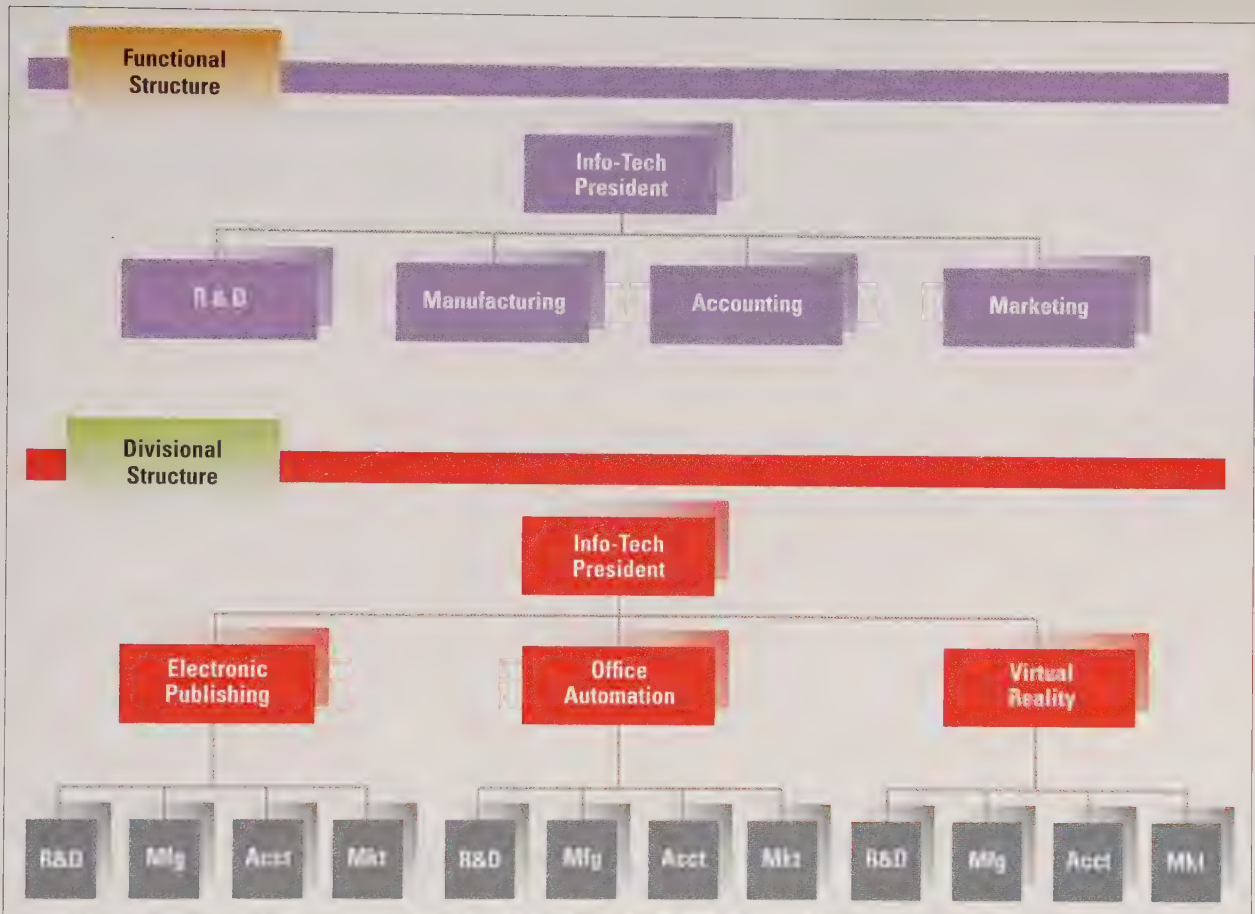 Functional
Structure
Info-Tech
President
R & D
Manufacturing
Accounting
Marketing
Divisional
Structure
Info-Tech
President
Electronic
Publishing
Office
Automation
Virtual
Reality
R&D
Mfg
Acct
Mkt
R&D
Mfg
Acct
Mkt
R&D
Mfg
Acct
Mkt